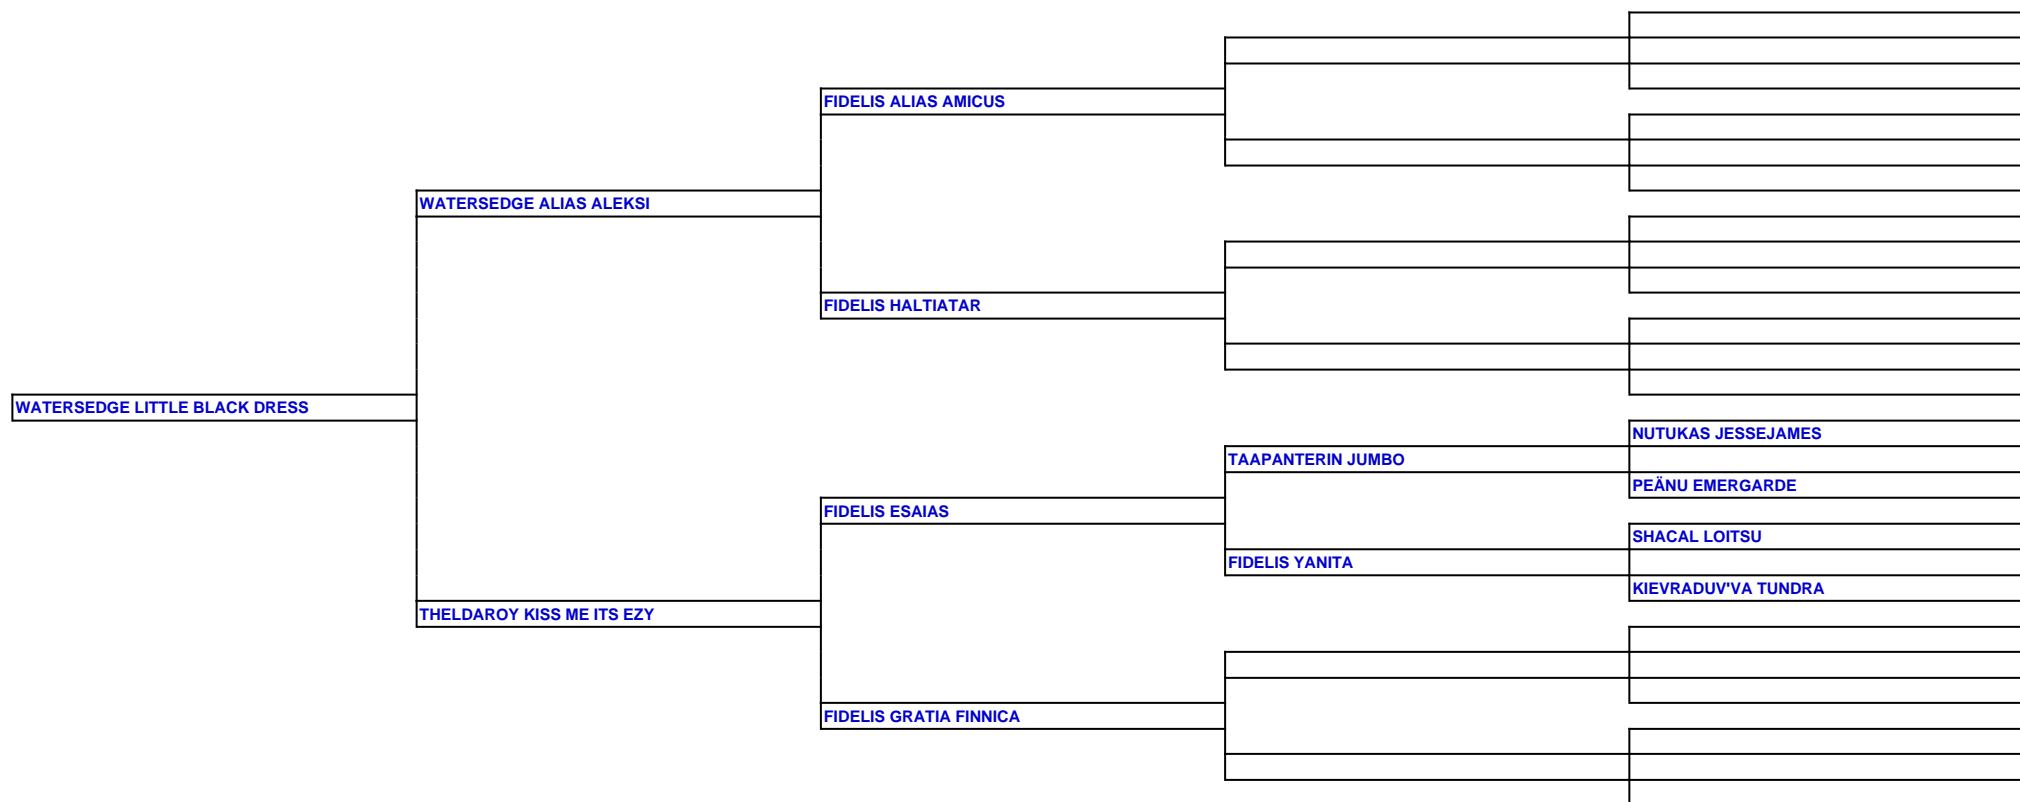 FIDELIS ALIAS AMICUS
WATERSEDGE ALIAS ALEKSI
FIDELIS HALTIATAR
WATERSEDGE LITTLE BLACK DRESS
NUTUKAS JESSEJAMES
TAAPANTERIN JUMBO
PEÄNU EMERGARDE
FIDELIS ESAIAS
SHACAL LOITSU
FIDELIS YANITA
KIEVRADUV'VA TUNDRA
THELDAROY KISS ME ITS EZY
FIDELIS GRATIA FINNICA